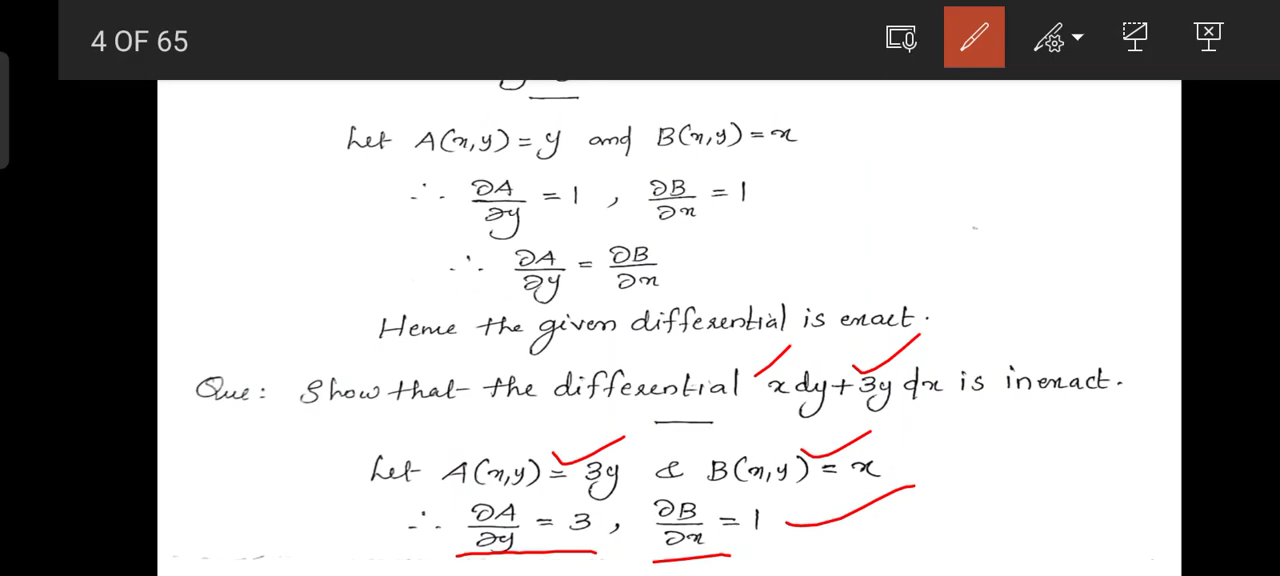 4 OF 65
Let A(x,y) = y and B(x,y) = x
∴ ∂A/∂y = 1 , ∂B/∂x = 1
∴ ∂A/∂y = ∂B/∂x
Hence the given differential is exact.
Que: Show that the differential x dy + 3y dx is inexact.
Let A(x,y) = 3y & B(x,y) = x
∴ ∂A/∂y = 3 , ∂B/∂x = 1